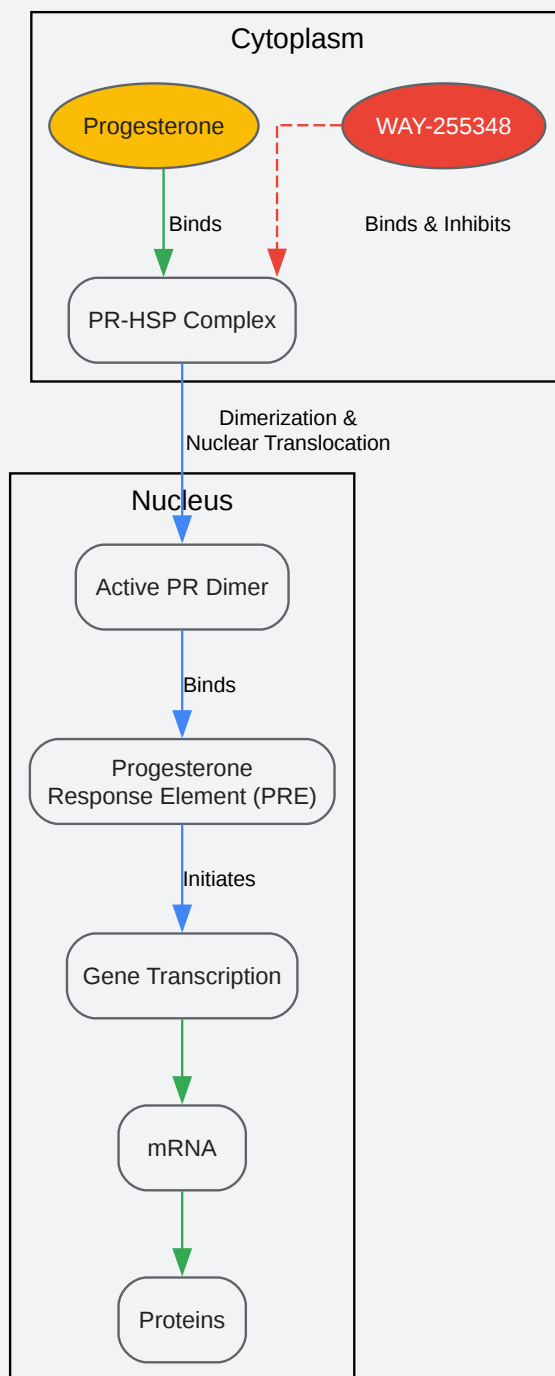 Cytoplasm
Progesterone
WAY-255348
Binds
Binds & Inhibits
PR-HSP Complex
Dimerization &
Nuclear Translocation
Nucleus
Active PR Dimer
Binds
Progesterone
Response Element (PRE)
Initiates
Gene Transcription
mRNA
Proteins